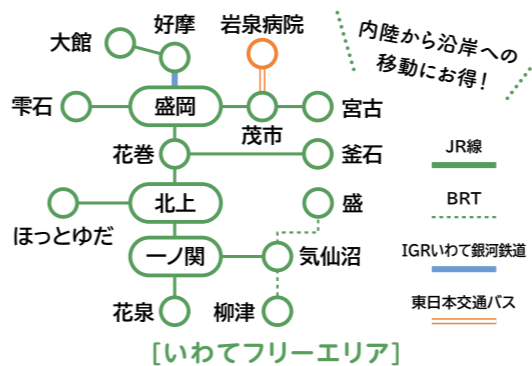 好摩
大館
岩泉病院
内陸から沿岸への
移動にお得!
雫石
盛岡
宮古
茂市
花巻
釜石
JR線
北上
盛
BRT
ほっとゆだ
一ノ関
気仙沼
IGRいわて銀河鉄道
花泉
柳津
東日本交通バス
[いわてフリーエリア]